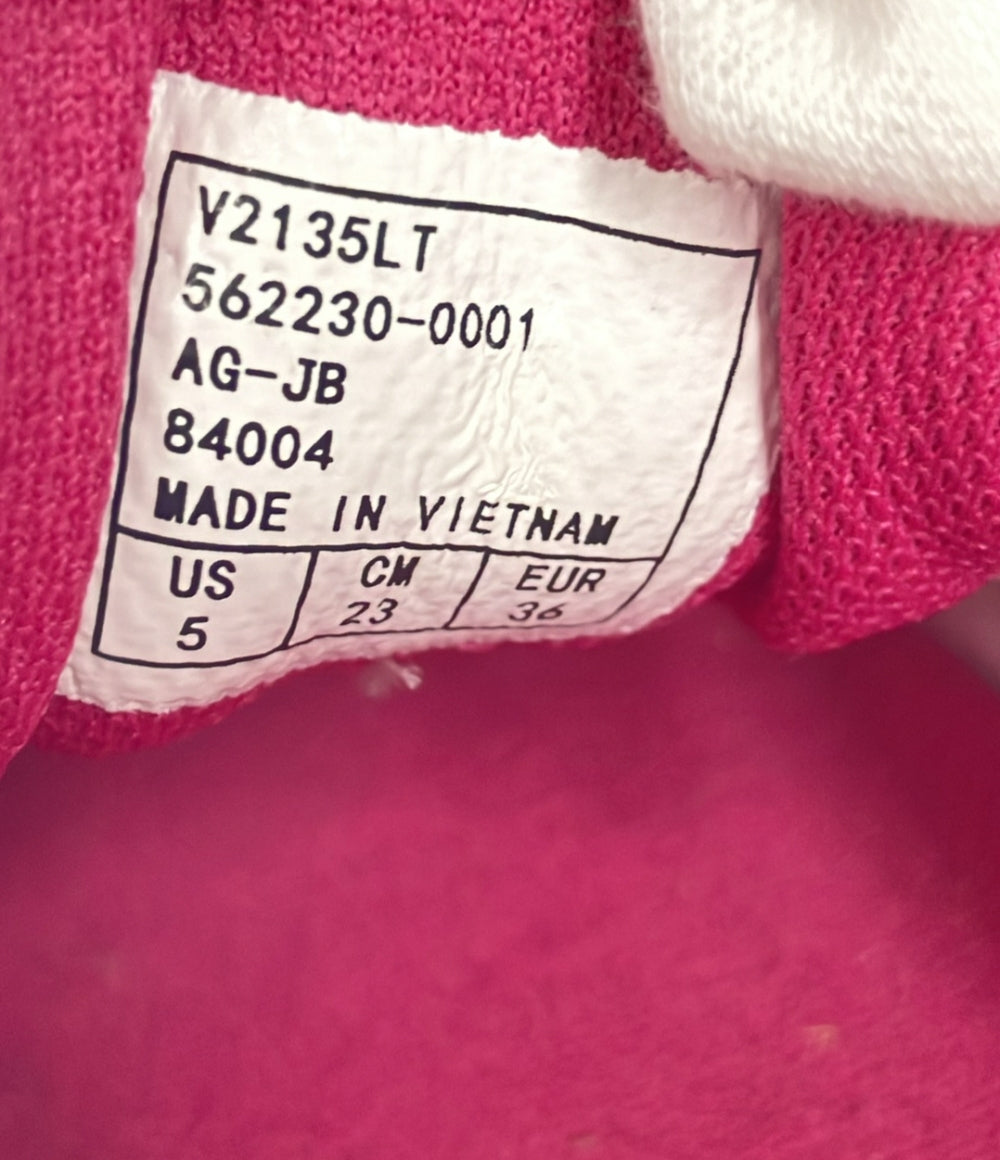 V2135LT
562230-0001
AG-JB
84004
MADE IN VIETNAM
US CM EUR
5 23 36